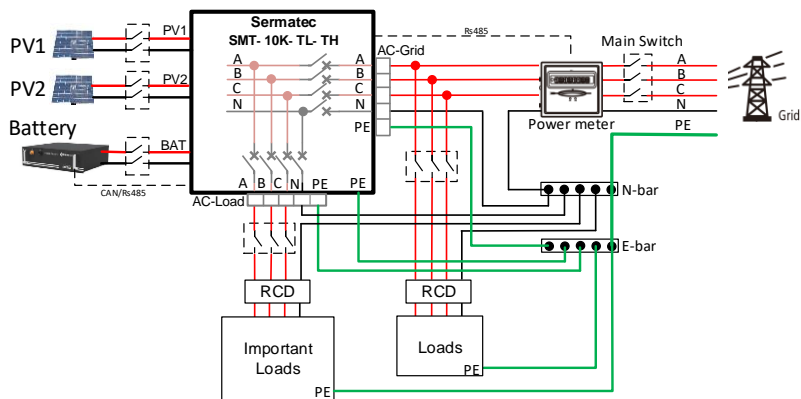 Sermatec
SMT- 10K- TL- TH
Rs485
PV1
PV1
AC-Grid
Main Switch
A
A
A
B
B
B
C
C
C
N
N
N
PV2
PV2
PE
PE
Power meter
Grid
Battery
BAT
CAN/Rs485
A
B
C
N
PE
PE
AC-Load
N-bar
E-bar
RCD
RCD
Important
Loads
Loads
PE
PE